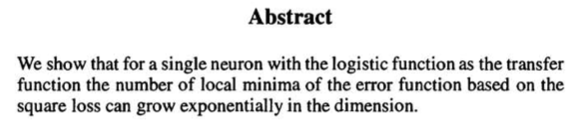 Abstract
We show that for a single neuron with the logistic function as the transfer
function the number of local minima of the error function based on the
square loss can grow exponentially in the dimension.